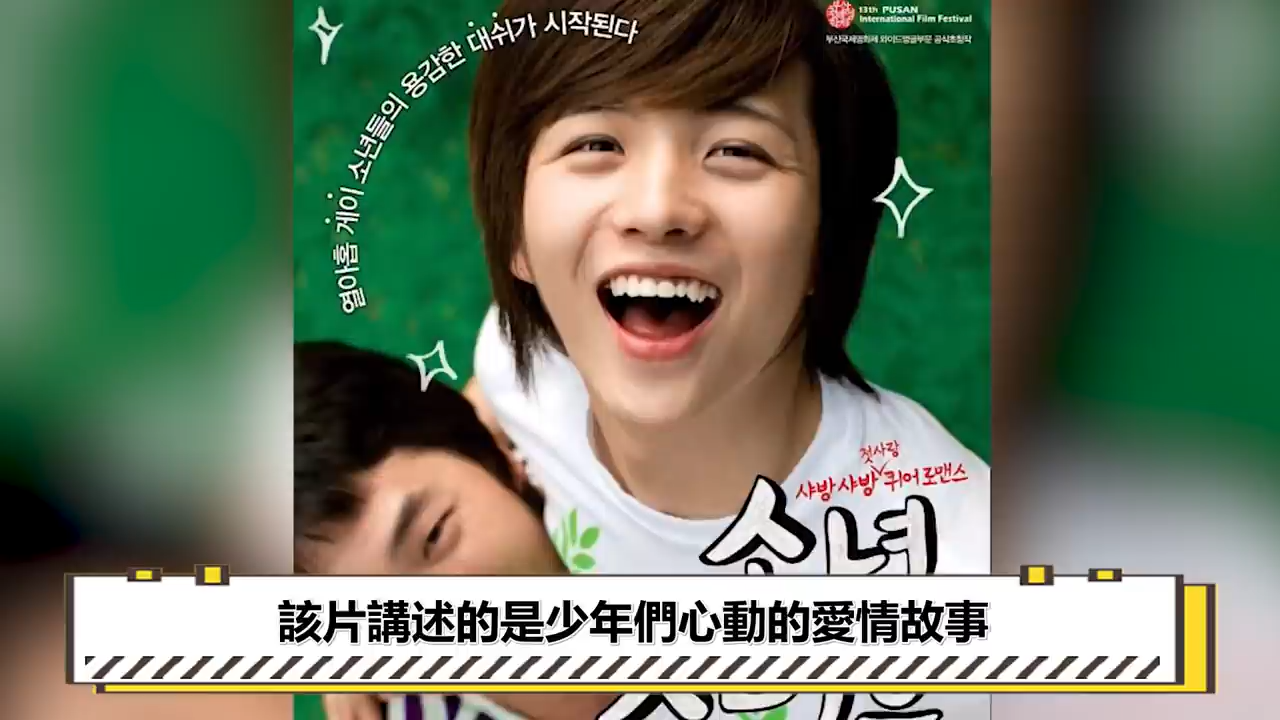 13th PUSAN
International Film Festival
부산국제영화제 와이드앵글부문 공식초청작
열아홉 게이 소년들의 용감한 대쉬가 시작된다
첫사랑
샤방샤방 퀴어 로맨스
소년
該片講述的是少年們心動的愛情故事